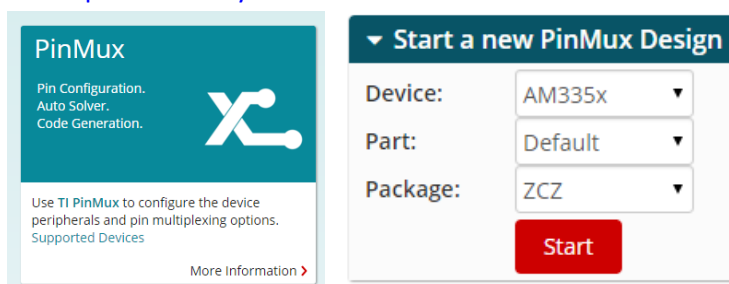 PinMux
Pin Configuration.
Auto Solver.
Code Generation.
Use TI PinMux to configure the device
peripherals and pin multiplexing options.
Supported Devices
More Information
Start a new PinMux Design
Device: AM335x
Part: Default
Package: ZCZ
Start